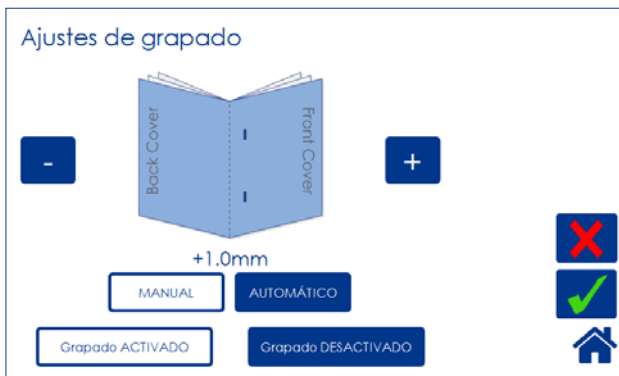 Ajustes de grapado
Back Cover
Front Cover
-
+
+1.0mm
MANUAL
AUTOMÁTICO
Grapado ACTIVADO
Grapado DESACTIVADO